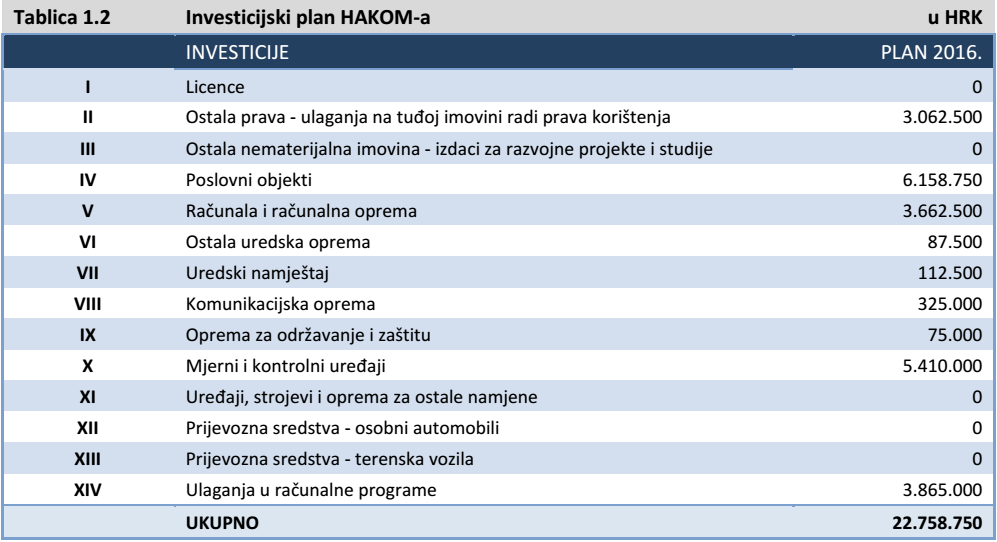 Tablica 1.2 Investicijski plan HAKOM-a u HRK
INVESTICIJE PLAN 2016.
I Licence 0
II Ostala prava - ulaganja na tuđoj imovini radi prava korištenja 3.062.500
III Ostala nematerijalna imovina - izdaci za razvojne projekte i studije 0
IV Poslovni objekti 6.158.750
V Računala i računalna oprema 3.662.500
VI Ostala uredska oprema 87.500
VII Uredski namještaj 112.500
VIII Komunikacijska oprema 325.000
IX Oprema za održavanje i zaštitu 75.000
X Mjerni i kontrolni uređaji 5.410.000
XI Uređaji, strojevi i oprema za ostale namjene 0
XII Prijevozna sredstva - osobni automobili 0
XIII Prijevozna sredstva - terenska vozila 0
XIV Ulaganja u računalne programe 3.865.000
UKUPNO 22.758.750